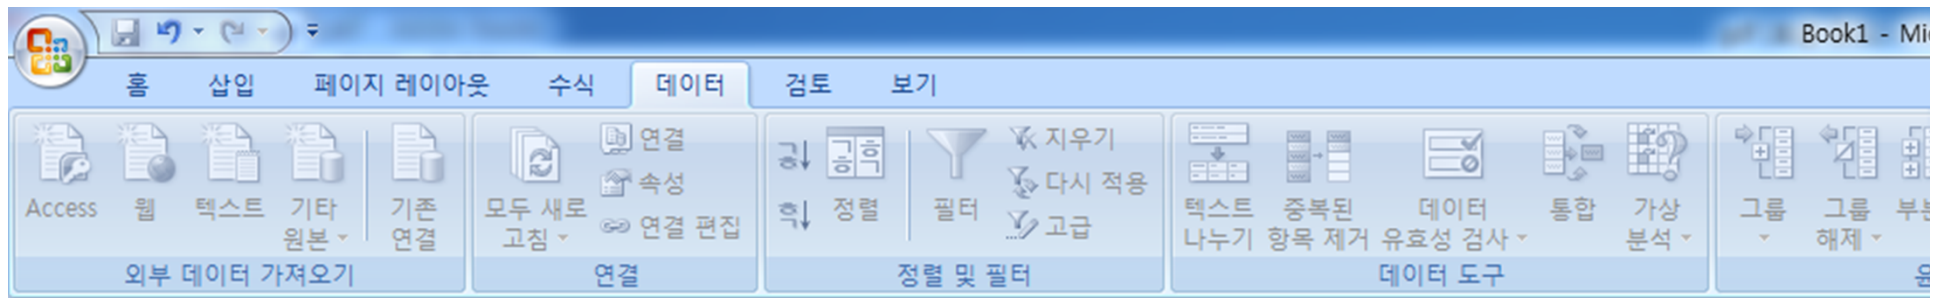 Book1 - Mi
홈 삽입 페이지 레이아웃 수식 데이터 검토 보기
Access
웹
텍스트
기타
원본
기존
연결
외부 데이터 가져오기
모두 새로
고침
연결
속성
연결 편집
연결
정렬
필터
지우기
다시 적용
고급
정렬 및 필터
텍스트
나누기
중복된
항목 제거
데이터
유효성 검사
통합
가상
분석
데이터 도구
그룹
그룹
해제